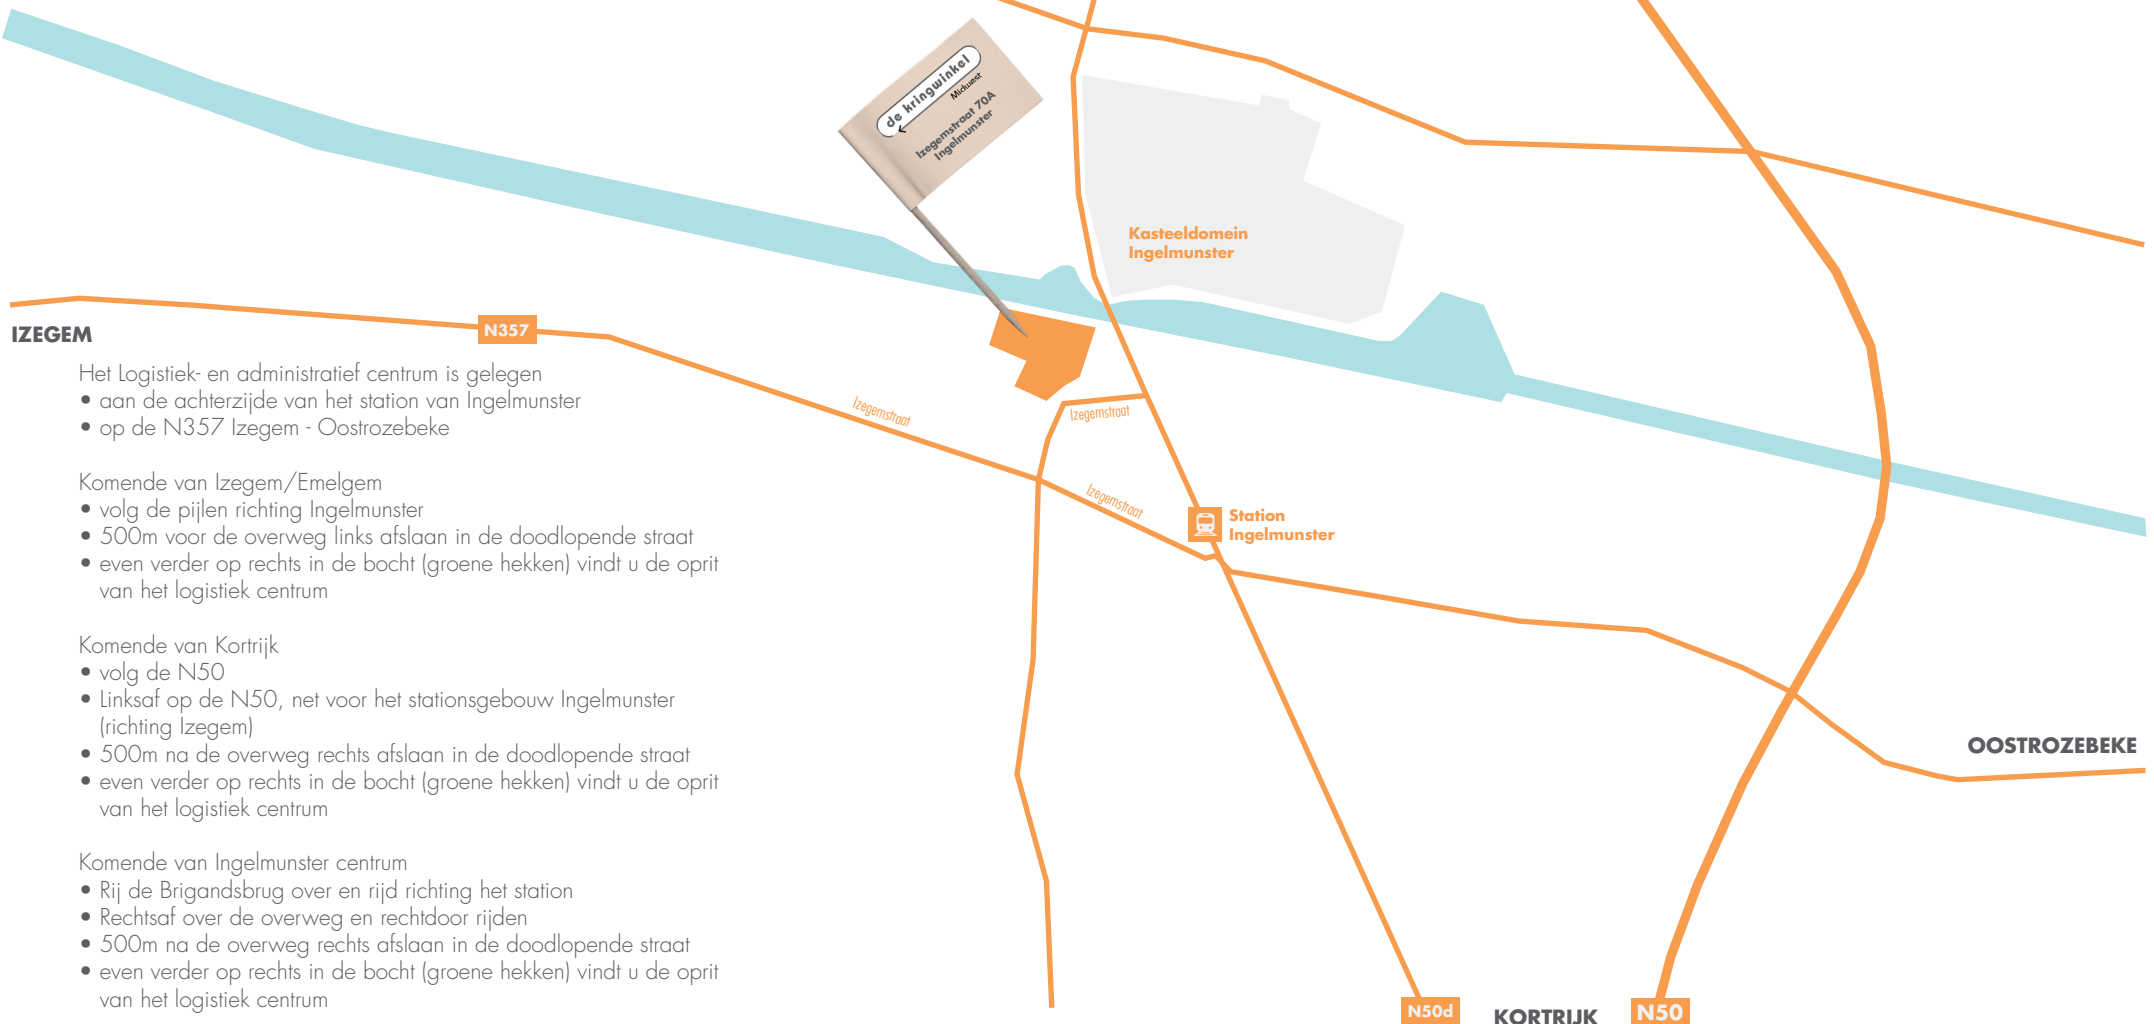 de kringwinkel
Midwest
Izegemstraat 70A
Ingelmunster
Kasteeldomein
Ingelmunster
N357
IZEGEM
Het Logistiek- en administratief centrum is gelegen
• aan de achterzijde van het station van Ingelmunster
• op de N357 Izegem - Oostrozebeke
Komende van Izegem/Emelgem
• volg de pijlen richting Ingelmunster
• 500m voor de overweg links afslaan in de doodlopende straat
• even verder op rechts in de bocht (groene hekken) vindt u de oprit
van het logistiek centrum
Komende van Kortrijk
• volg de N50
• Linksaf op de N50, net voor het stationsgebouw Ingelmunster
(richting Izegem)
• 500m na de overweg rechts afslaan in de doodlopende straat
• even verder op rechts in de bocht (groene hekken) vindt u de oprit
van het logistiek centrum
Komende van Ingelmunster centrum
• Rij de Brigandsbrug over en rijd richting het station
• Rechtsaf over de overweg en rechtdoor rijden
• 500m na de overweg rechts afslaan in de doodlopende straat
• even verder op rechts in de bocht (groene hekken) vindt u de oprit
van het logistiek centrum
Izegemstraat
Izegemstraat
Izegemstraat
Station
Ingelmunster
OOSTROZEBEKE
N50d
KORTRIJK
N50